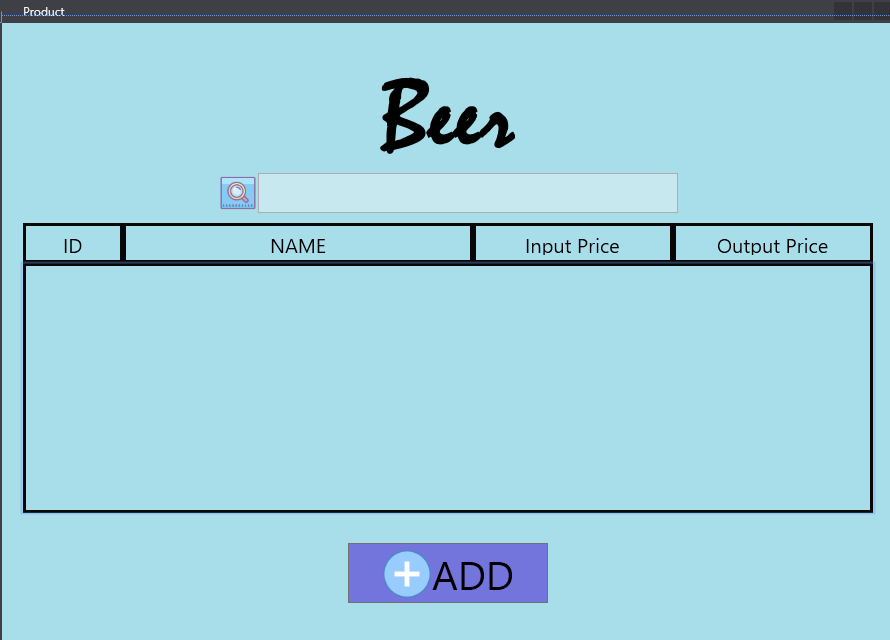 Product
Beer
ID NAME Input Price Output Price
ADD